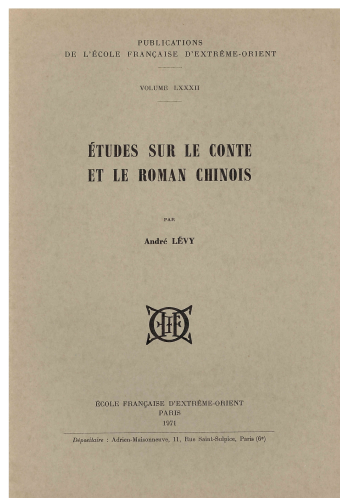 PUBLICATIONS
DE L'ÉCOLE FRANÇAISE D'EXTRÊME-ORIENT
VOLUME LXXXII
ÉTUDES SUR LE CONTE
ET LE ROMAN CHINOIS
PAR
André LÉVY
ÉCOLE FRANÇAISE D'EXTRÊME-ORIENT
PARIS
1971
Dépositaire : Adrien-Maisonneuve, 11, Rue Saint-Sulpice, Paris (6e)